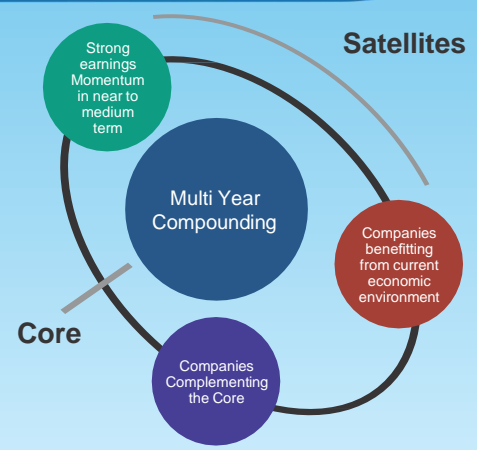 Satellites
Strong
earnings
Momentum
in near to
medium
term
Multi Year
Compounding
Companies
benefitting
from current
economic
environment
Core
Companies
Complementing
the Core